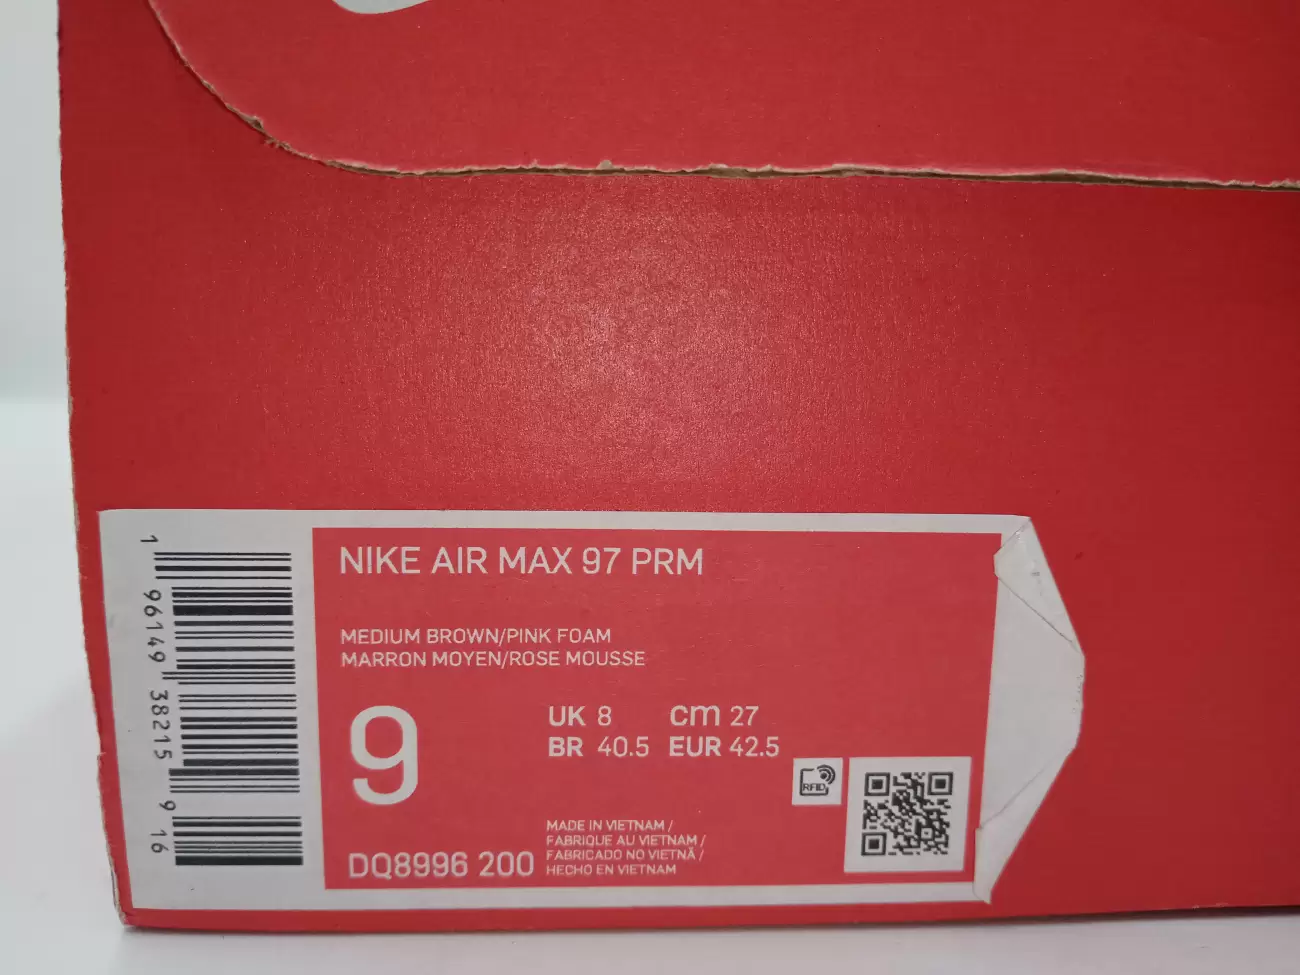 NIKE AIR MAX 97 PRM
MEDIUM BROWN/PINK FOAM
MARRON MOYEN/ROSE MOUSSE
9
UK 8 cm 27
BR 40.5 EUR 42.5
RFID
MADE IN VIETNAM /
FABRIQUE AU VIETNAM /
FABRICADO NO VIETNÃ /
HECHO EN VIETNAM
DQ8996 200
1 96149 38215 9 16